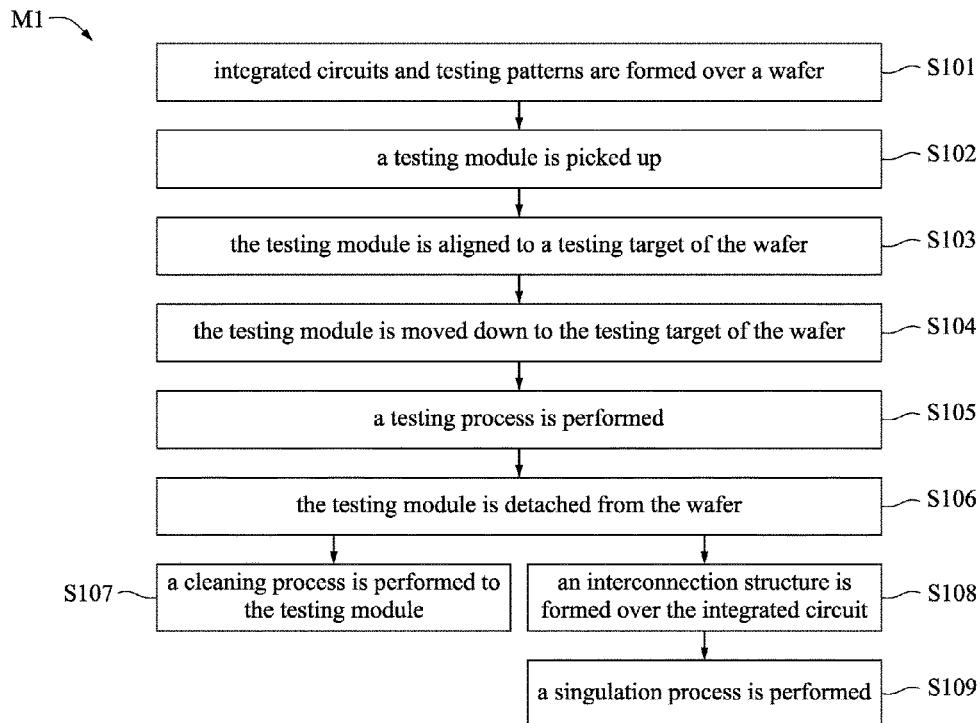 M1
integrated circuits and testing patterns are formed over a wafer
S101
a testing module is picked up
S102
the testing module is aligned to a testing target of the wafer
S103
the testing module is moved down to the testing target of the wafer
S104
a testing process is performed
S105
the testing module is detached from the wafer
S106
S107
a cleaning process is performed to
the testing module
an interconnection structure is
formed over the integrated circuit
S108
a singulation process is performed
S109